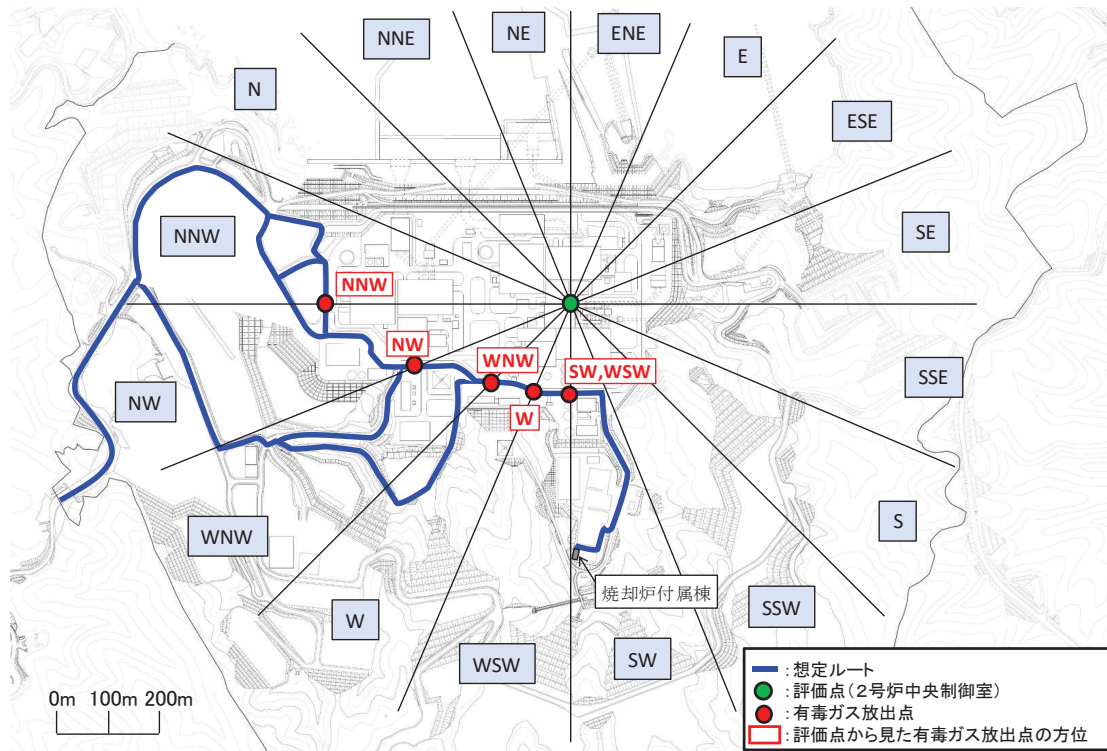 NNE
NE
ENE
E
N
ESE
NNW
SE
NNW
NW
WNW
SW,WSW
W
NW
SSE
WNW
S
焼却炉付属棟
W
WSW
SW
SSW
0m 100m 200m
:想定ルート
:評価点(2号炉中央制御室)
:有毒ガス放出点
:評価点から見た有毒ガス放出点の方位